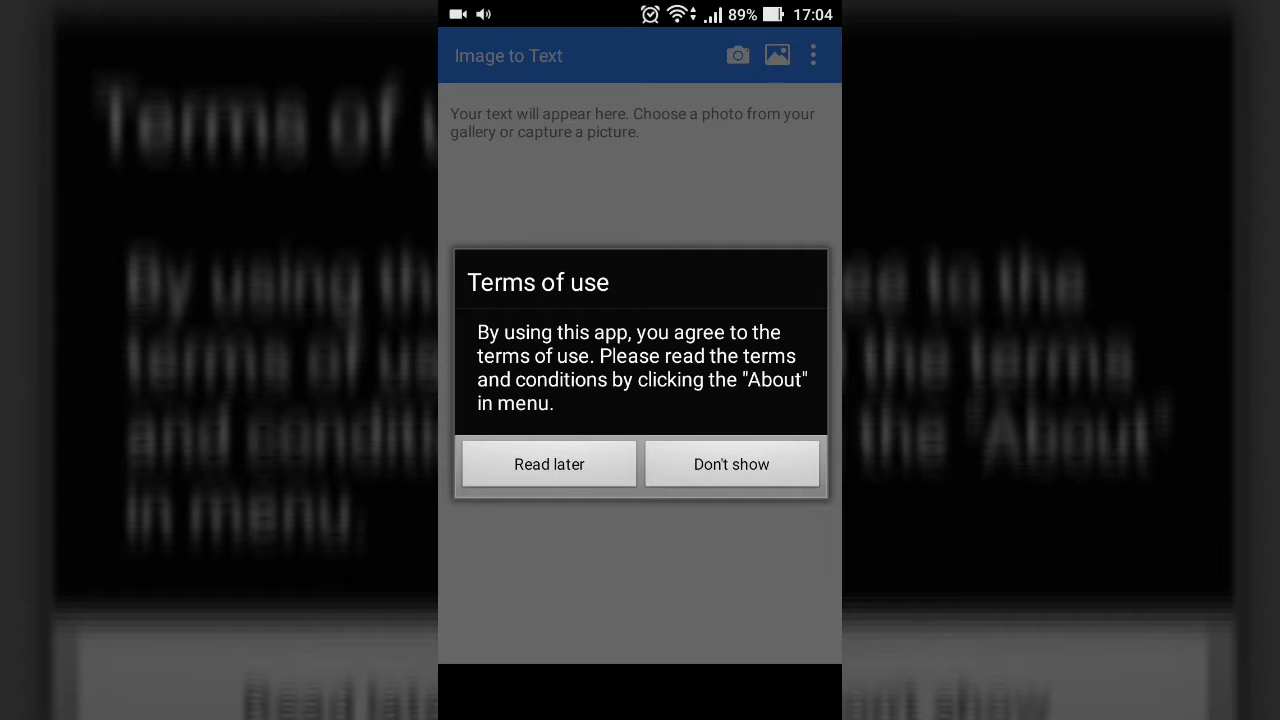 89% 17:04
Image to Text
Your text will appear here. Choose a photo from your
gallery or capture a picture.
Terms of use
By using this app, you agree to the
terms of use. Please read the terms
and conditions by clicking the "About"
in menu.
Read later Don't show